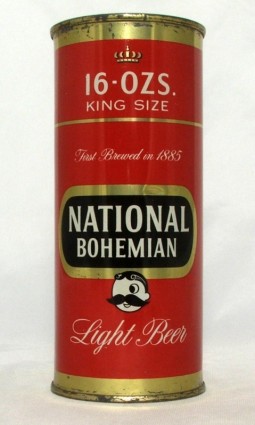 16-OZS.
KING SIZE
First Brewed in 1885
NATIONAL
BOHEMIAN
Light Beer